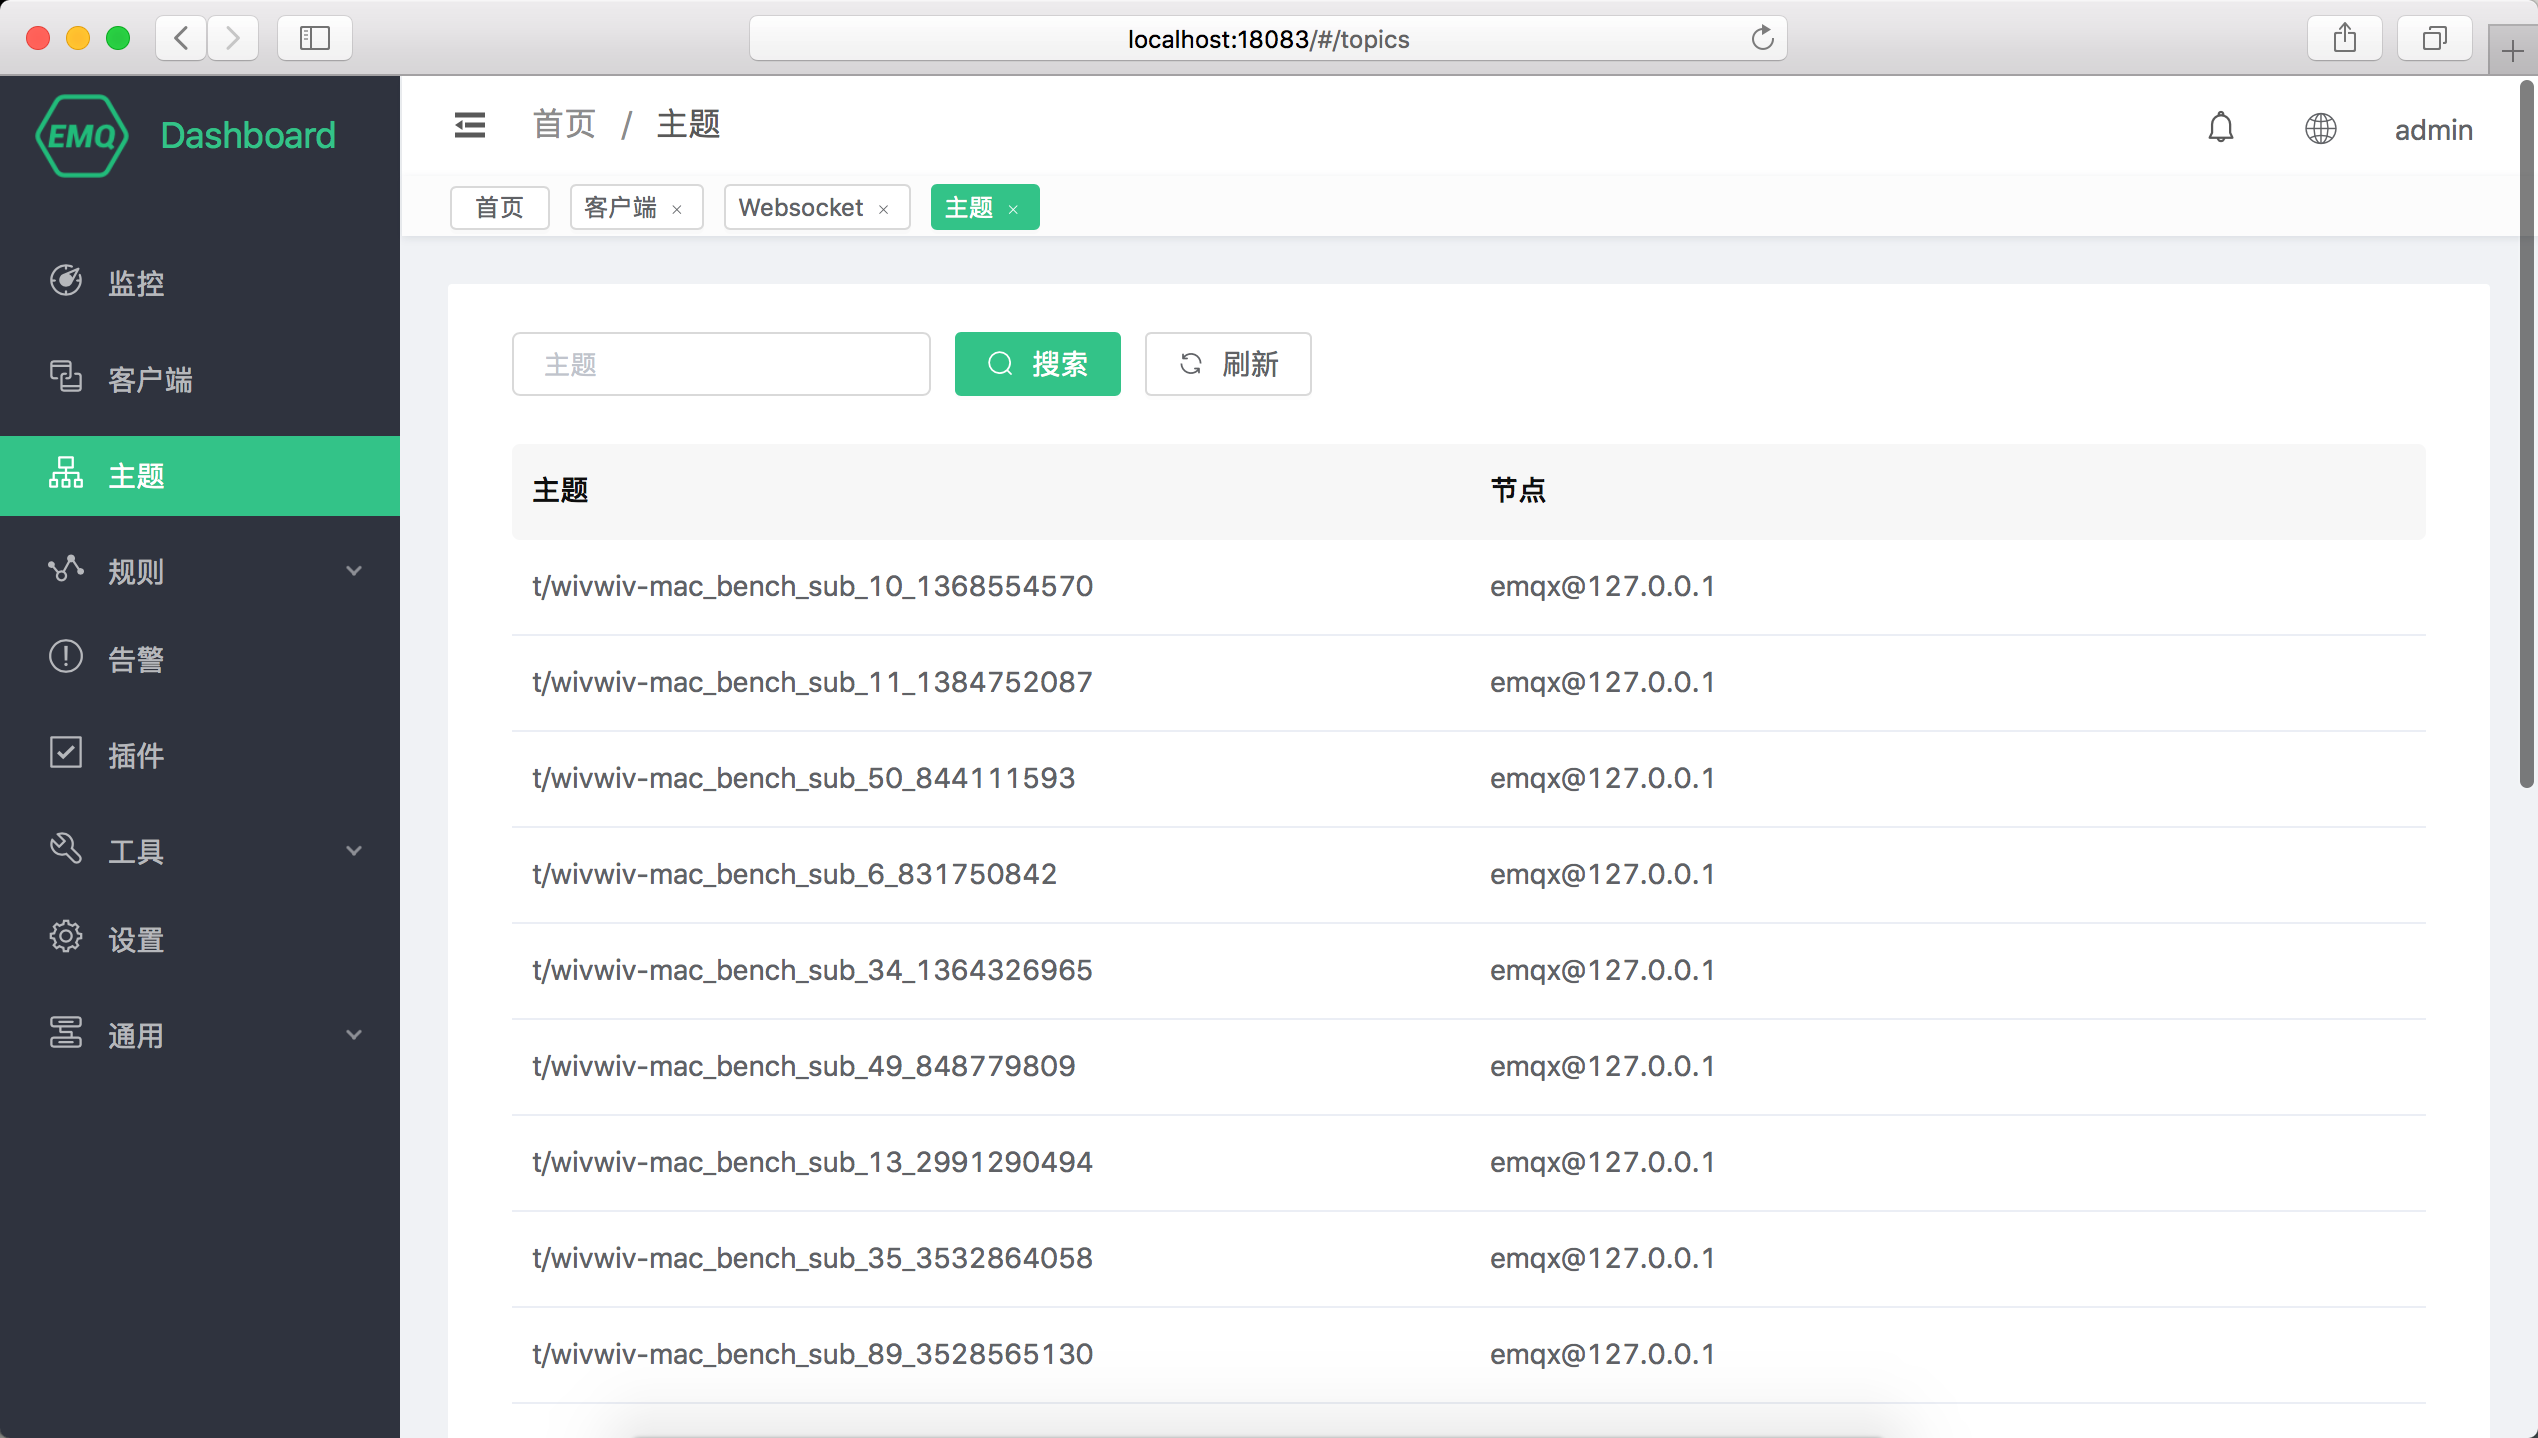 localhost:18083/#/topics
EMQ Dashboard
首页 / 主题
admin
首页 客户端 × Websocket × 主题 ×
监控
客户端
主题
规则
告警
插件
工具
设置
通用
主题 搜索 刷新
主题 节点
t/wivwiv-mac_bench_sub_10_1368554570 emqx@127.0.0.1
t/wivwiv-mac_bench_sub_11_1384752087 emqx@127.0.0.1
t/wivwiv-mac_bench_sub_50_844111593 emqx@127.0.0.1
t/wivwiv-mac_bench_sub_6_831750842 emqx@127.0.0.1
t/wivwiv-mac_bench_sub_34_1364326965 emqx@127.0.0.1
t/wivwiv-mac_bench_sub_49_848779809 emqx@127.0.0.1
t/wivwiv-mac_bench_sub_13_2991290494 emqx@127.0.0.1
t/wivwiv-mac_bench_sub_35_3532864058 emqx@127.0.0.1
t/wivwiv-mac_bench_sub_89_3528565130 emqx@127.0.0.1